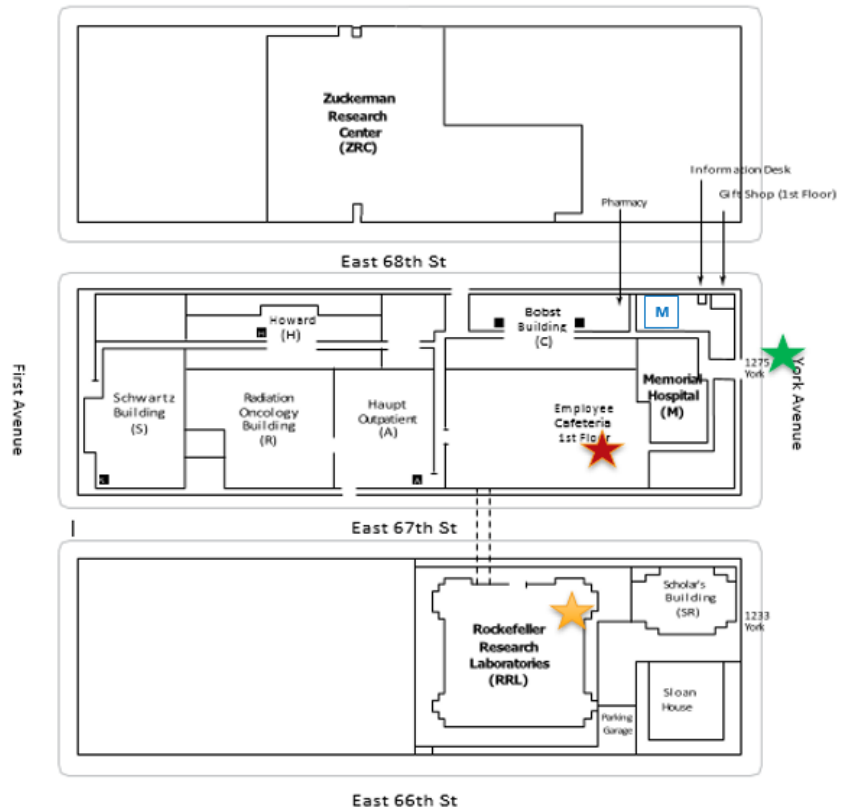 Zuckerman
Research
Center
(ZRC)
Information Desk
Gift Shop (1st Floor)
Pharmacy
East 68th St
Howard
(H)
H
Bobst
Building
(C)
M
1275
York
First Avenue
York Avenue
Schwartz
Building
(S)
Radiation
Oncology
Building
(R)
Haupt
Outpatient
(A)
A
Employee
Cafeteria
1st Floor
Memorial
Hospital
(M)
East 67th St
Scholar's
Building
(SR)
1233
York
Rockefeller
Research
Laboratories
(RRL)
Sloan
House
Parking
Garage
East 66th St